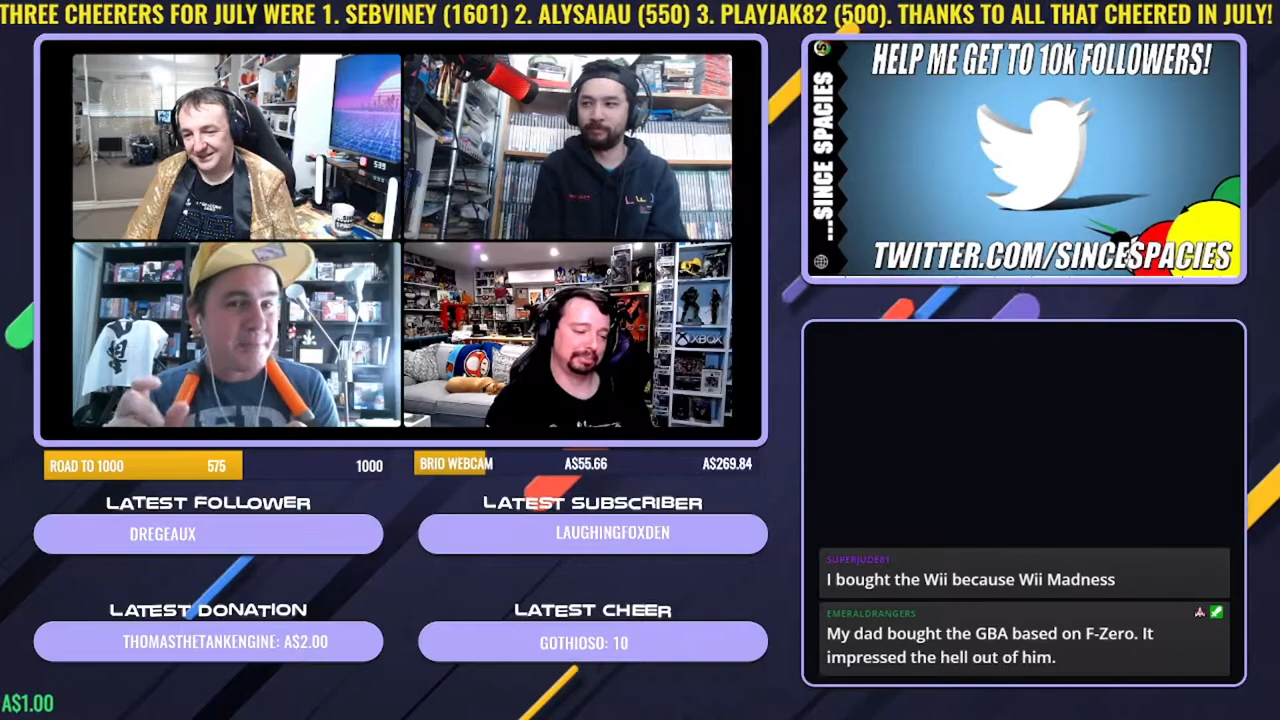 THREE CHEERERS FOR JULY WERE 1. SEBVINEY (1601) 2. ALYSAIAU (550) 3. PLAYJAK82 (500). THANKS TO ALL THAT CHEERED IN JULY!
HELP ME GET TO 10K FOLLOWERS!
...SINCE SPACIES
TWITTER.COM/SINCESPACIES
XBOX
ROAD TO 1000 575 1000
BRIO WEBCAM A$55.66 A$269.84
LATEST FOLLOWER
DREGEAUX
LATEST SUBSCRIBER
LAUGHINGFOXDEN
LATEST DONATION
THOMASTHETANKENGINE: A$2.00
LATEST CHEER
GOTHIOSO: 10
SUPERJUDE81
I bought the Wii because Wii Madness
EMERALDRANGERS
My dad bought the GBA based on F-Zero. It
impressed the hell out of him.
A$1.00